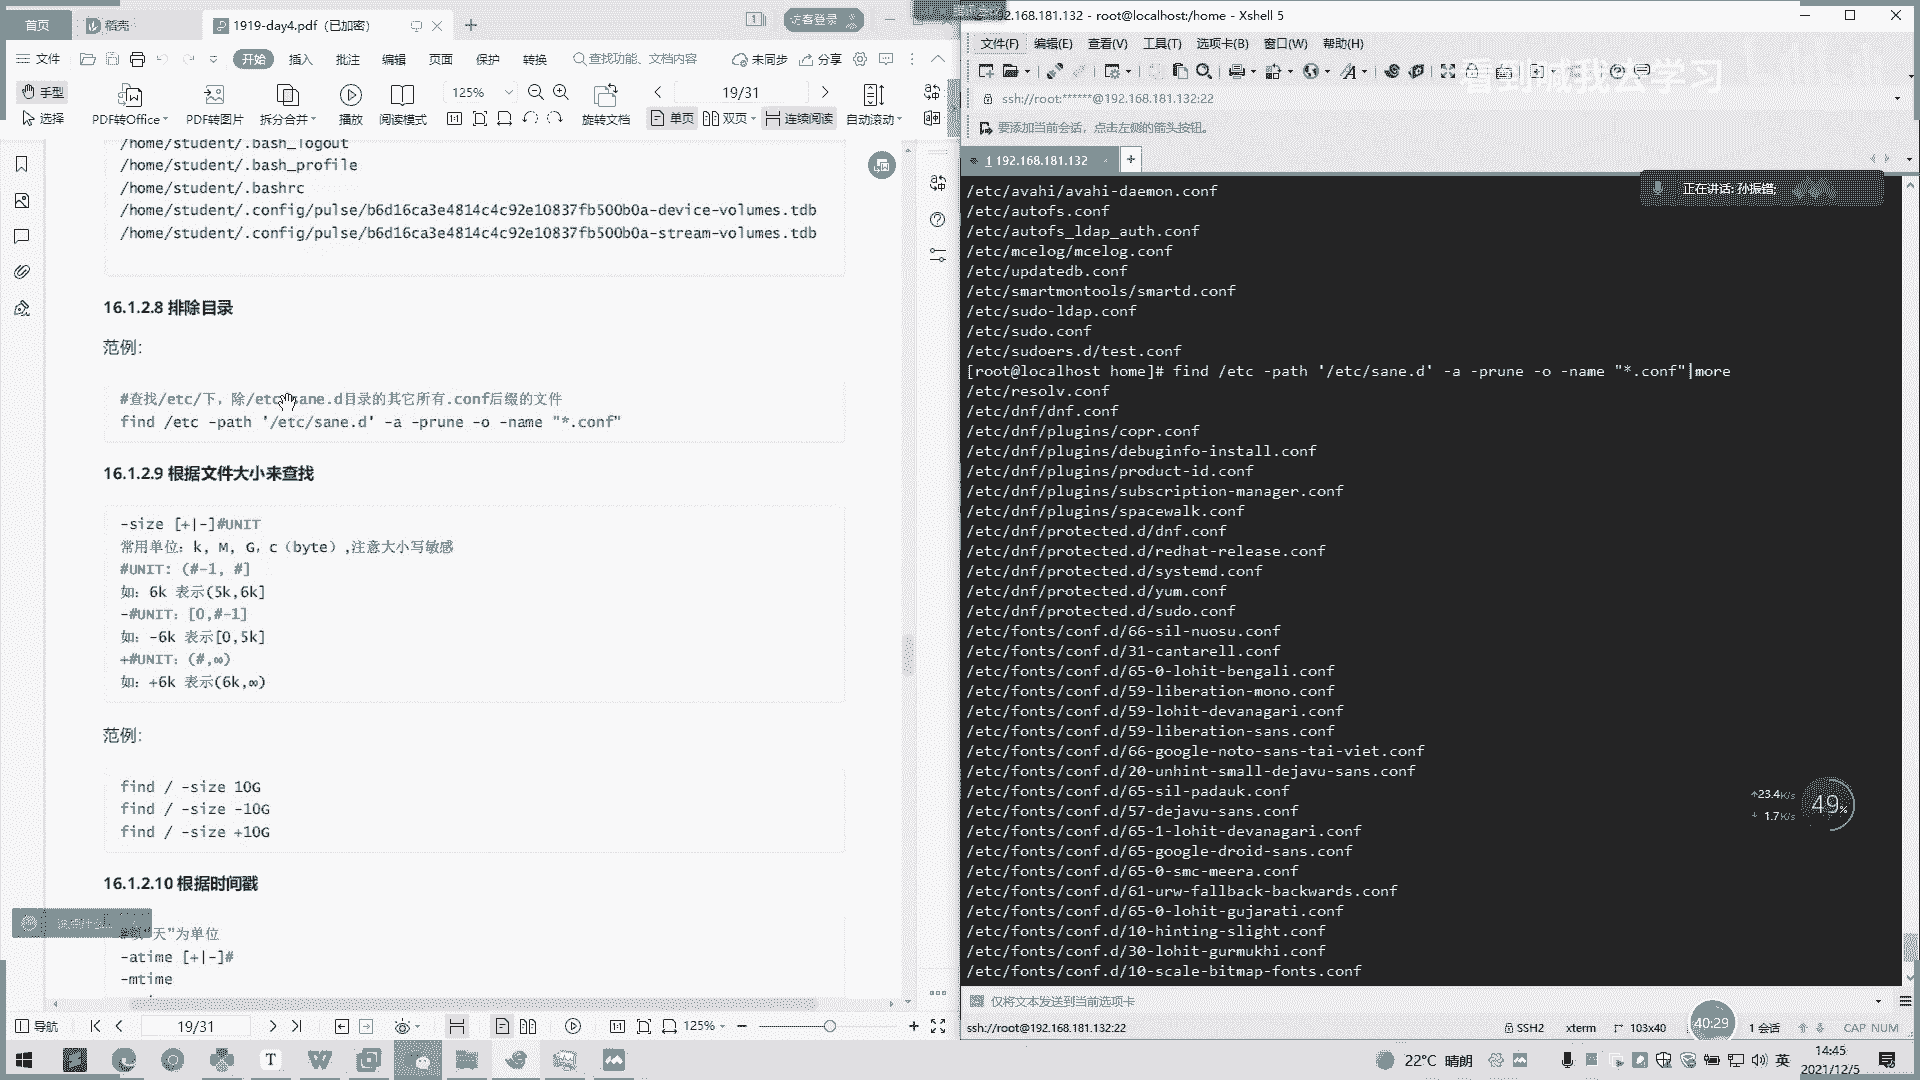 首页
稻壳
1919-day4.pdf（已加密）
访客登录
文件
开始
插入
批注
编辑
页面
保护
转换
查找功能、文档内容
未同步
分享
手型
选择
PDF转Office
PDF转图片
拆分合并
播放
阅读模式
125%
旋转文档
19/31
单页
双页
连续阅读
自动滚动
/home/student/.bash_logout
/home/student/.bash_profile
/home/student/.bashrc
/home/student/.config/pulse/b6d16ca3e4814c4c92e10837fb500b0a-device-volumes.tdb
/home/student/.config/pulse/b6d16ca3e4814c4c92e10837fb500b0a-stream-volumes.tdb
16.1.2.8 排除目录
范例:
#查找/etc/下，除/etc/sane.d目录的其它所有.conf后缀的文件
find /etc -path '/etc/sane.d' -a -prune -o -name "*.conf"
16.1.2.9 根据文件大小来查找
-size [+|-]#UNIT
常用单位：k, M, G，c（byte）,注意大小写敏感
#UNIT: (#-1, #]
如：6k 表示(5k,6k]
-#UNIT：[0,#-1]
如：-6k 表示[0,5k]
+#UNIT：(#,∞)
如：+6k 表示(6k,∞)
范例:
find / -size 10G
find / -size -10G
find / -size +10G
16.1.2.10 根据时间戳
"天"为单位
-atime [+|-]#
-mtime
导航
19/31
125%
192.168.181.132 - root@localhost:/home - Xshell 5
文件(F)
编辑(E)
查看(V)
工具(T)
选项卡(B)
窗口(W)
帮助(H)
看到喊我去学习
ssh://root:******@192.168.181.132:22
要添加当前会话，点击左侧的箭头按钮。
1 192.168.181.132
正在讲话: 孙振镨;
/etc/avahi/avahi-daemon.conf
/etc/autofs.conf
/etc/autofs_ldap_auth.conf
/etc/mcelog/mcelog.conf
/etc/updatedb.conf
/etc/smartmontools/smartd.conf
/etc/sudo-ldap.conf
/etc/sudo.conf
/etc/sudoers.d/test.conf
[root@localhost home]# find /etc -path '/etc/sane.d' -a -prune -o -name "*.conf"|more
/etc/resolv.conf
/etc/dnf/dnf.conf
/etc/dnf/plugins/copr.conf
/etc/dnf/plugins/debuginfo-install.conf
/etc/dnf/plugins/product-id.conf
/etc/dnf/plugins/subscription-manager.conf
/etc/dnf/plugins/spacewalk.conf
/etc/dnf/protected.d/dnf.conf
/etc/dnf/protected.d/redhat-release.conf
/etc/dnf/protected.d/systemd.conf
/etc/dnf/protected.d/yum.conf
/etc/dnf/protected.d/sudo.conf
/etc/fonts/conf.d/66-sil-nuosu.conf
/etc/fonts/conf.d/31-cantarell.conf
/etc/fonts/conf.d/65-0-lohit-bengali.conf
/etc/fonts/conf.d/59-liberation-mono.conf
/etc/fonts/conf.d/59-lohit-devanagari.conf
/etc/fonts/conf.d/59-liberation-sans.conf
/etc/fonts/conf.d/66-google-noto-sans-tai-viet.conf
/etc/fonts/conf.d/20-unhint-small-dejavu-sans.conf
/etc/fonts/conf.d/65-sil-padauk.conf
/etc/fonts/conf.d/57-dejavu-sans.conf
/etc/fonts/conf.d/65-1-lohit-devanagari.conf
/etc/fonts/conf.d/65-google-droid-sans.conf
/etc/fonts/conf.d/65-0-smc-meera.conf
/etc/fonts/conf.d/61-urw-fallback-backwards.conf
/etc/fonts/conf.d/65-0-lohit-gujarati.conf
/etc/fonts/conf.d/10-hinting-slight.conf
/etc/fonts/conf.d/30-lohit-gurmukhi.conf
/etc/fonts/conf.d/10-scale-bitmap-fonts.conf
23.4K/s
1.7K/s
49%
仅将文本发送到当前选项卡
ssh://root@192.168.181.132:22
SSH2
xterm
103x40
40:29
1 会话
CAP NUM
22°C 晴朗
英
14:45
2021/12/5